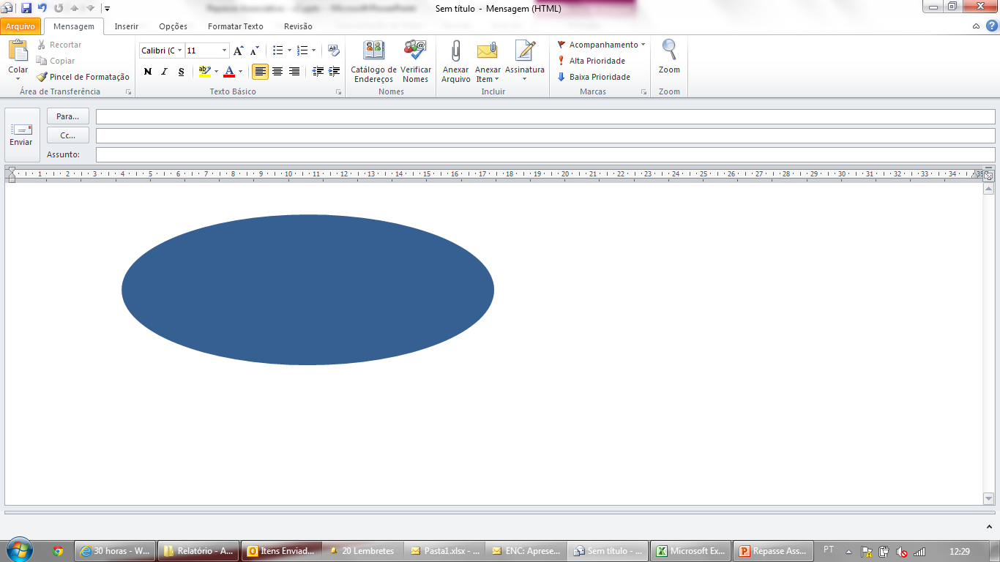 Sem título - Mensagem (HTML)
Arquivo Mensagem Inserir Opções Formatar Texto Revisão
Colar
Recortar
Copiar
Pincel de Formatação
Área de Transferência
Calibri (C 11
N I S
Texto Básico
Catálogo de Endereços
Verificar Nomes
Nomes
Anexar Arquivo
Anexar Item
Assinatura
Incluir
Acompanhamento
Alta Prioridade
Baixa Prioridade
Marcas
Zoom
Zoom
Enviar
Para...
Cc...
Assunto:
1 2 3 4 5 6 7 8 9 10 11 12 13 14 15 16 17 18 19 20 21 22 23 24 25 26 27 28 29 30 31 32 33 34 35
30 horas - W... Relatório - A... Itens Enviad... 20 Lembretes Pasta1.xlsx - ... ENC: Aprese... Sem título - ... Microsoft Ex... Repasse Ass... PT 12:29